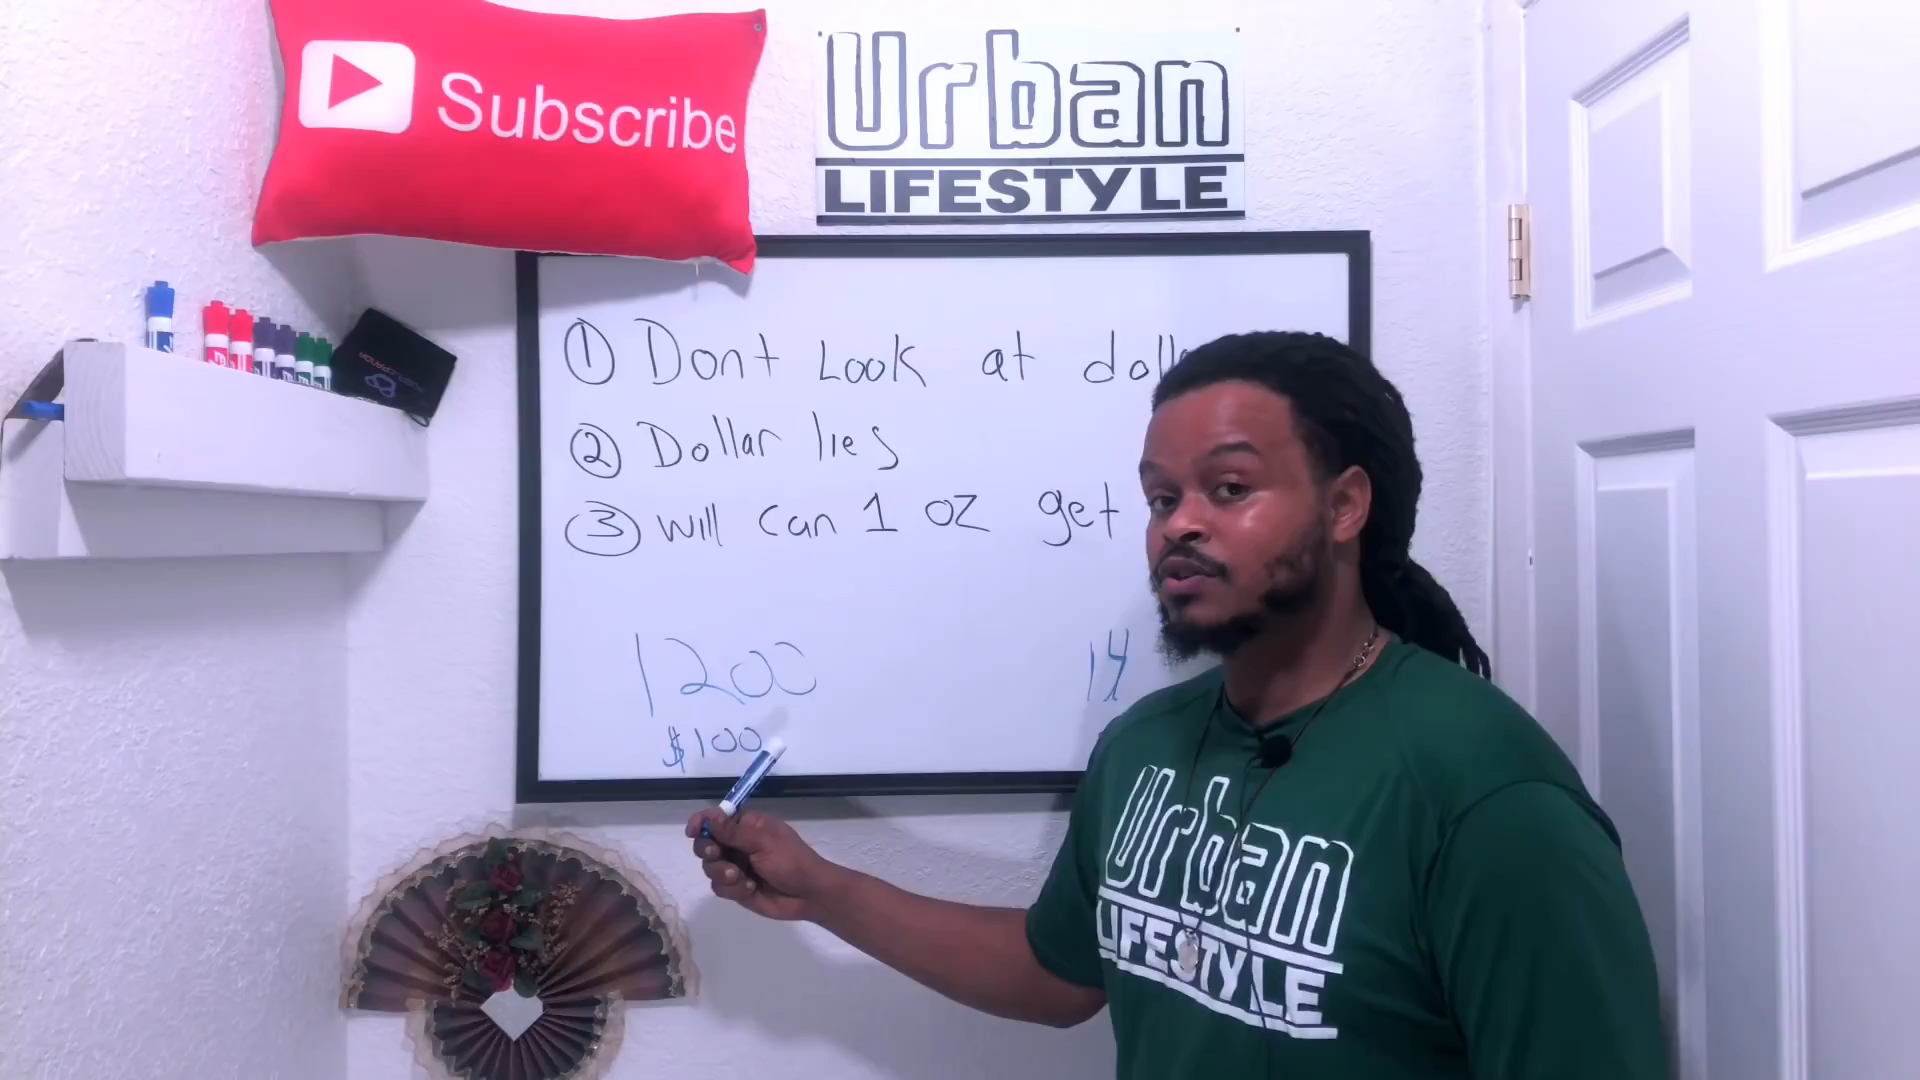 Subscribe
Urban
LIFESTYLE
① Dont Look at doll
② Dollar lies
③ will can 1 oz get
1200
14
$100
Urban
LIFESTYLE